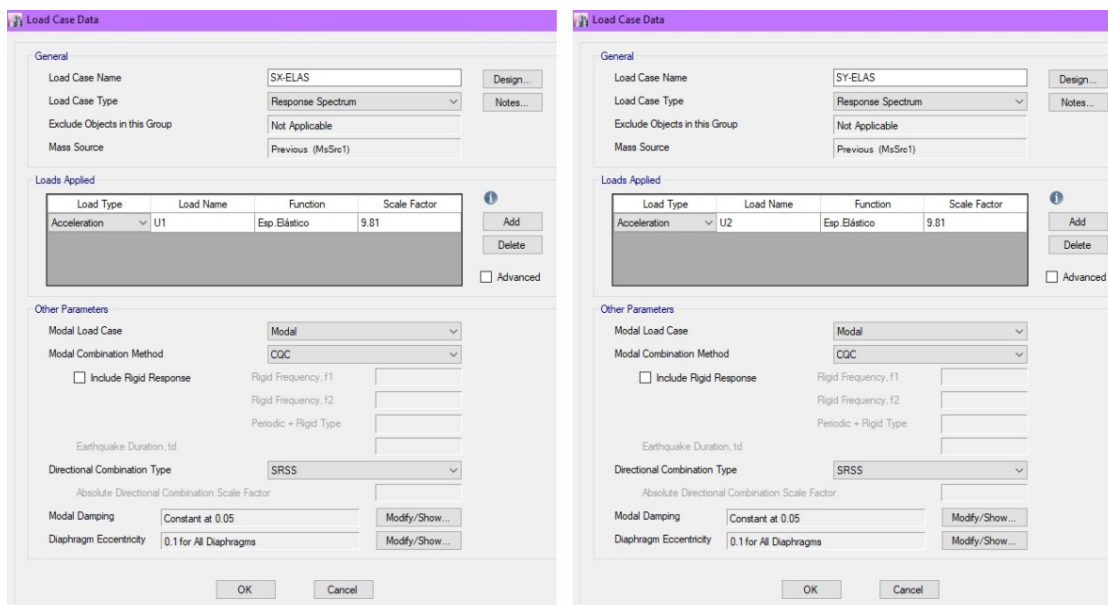 Load Case Data
General
Load Case Name SX-ELAS Design...
Load Case Type Response Spectrum Notes...
Exclude Objects in this Group Not Applicable
Mass Source Previous (MsSrc1)
Loads Applied
Load Type Load Name Function Scale Factor
Acceleration U1 Esp.Elástico 9.81 Add
Delete
Advanced
Other Parameters
Modal Load Case Modal
Modal Combination Method CQC
Include Rigid Response Rigid Frequency, f1
Rigid Frequency, f2
Periodic + Rigid Type
Earthquake Duration, td
Directional Combination Type SRSS
Absolute Directional Combination Scale Factor
Modal Damping Constant at 0.05 Modify/Show...
Diaphragm Eccentricity 0.1 for All Diaphragms Modify/Show...
OK Cancel
Load Case Data
General
Load Case Name SY-ELAS Design...
Load Case Type Response Spectrum Notes...
Exclude Objects in this Group Not Applicable
Mass Source Previous (MsSrc1)
Loads Applied
Load Type Load Name Function Scale Factor
Acceleration U2 Esp.Elástico 9.81 Add
Delete
Advanced
Other Parameters
Modal Load Case Modal
Modal Combination Method CQC
Include Rigid Response Rigid Frequency, f1
Rigid Frequency, f2
Periodic + Rigid Type
Earthquake Duration, td
Directional Combination Type SRSS
Absolute Directional Combination Scale Factor
Modal Damping Constant at 0.05 Modify/Show...
Diaphragm Eccentricity 0.1 for All Diaphragms Modify/Show...
OK Cancel